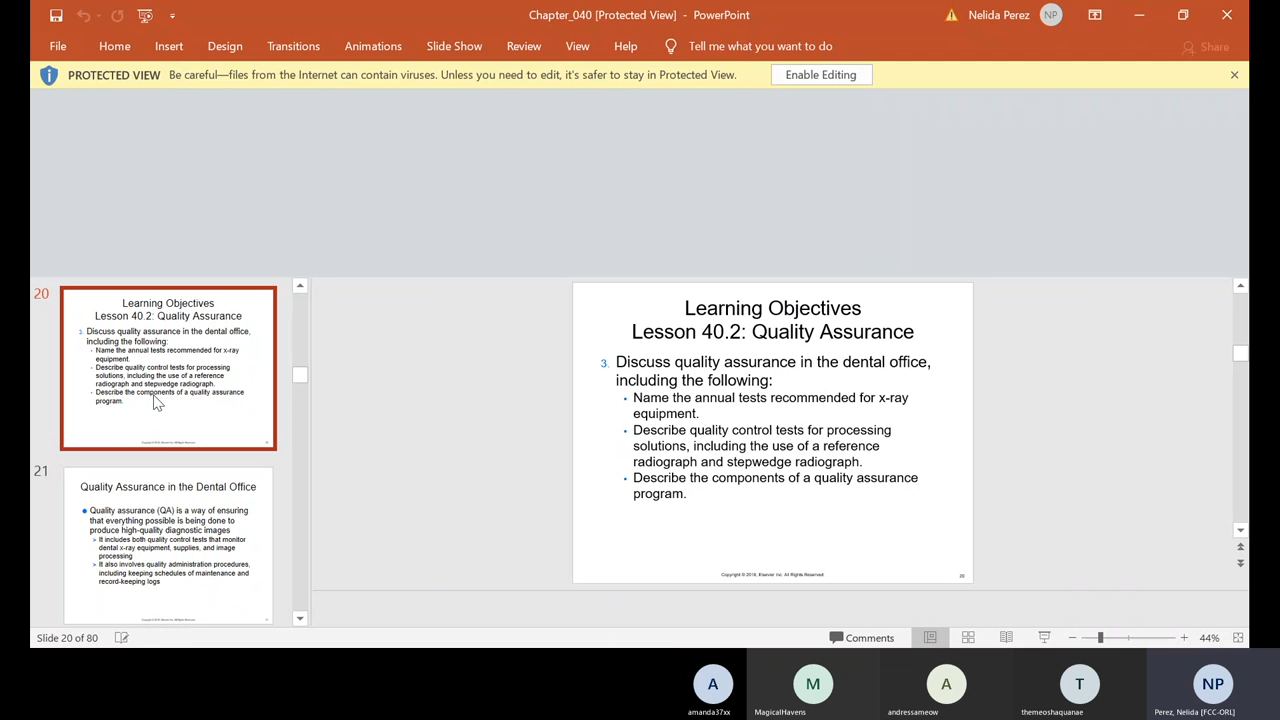 Chapter_040 [Protected View] - PowerPoint
Nelida Perez
NP
File Home Insert Design Transitions Animations Slide Show Review View Help Tell me what you want to do
Share
PROTECTED VIEW Be careful—files from the Internet can contain viruses. Unless you need to edit, it's safer to stay in Protected View.
Enable Editing
20
Learning Objectives
Lesson 40.2: Quality Assurance
3. Discuss quality assurance in the dental office,
including the following:
• Name the annual tests recommended for x-ray
equipment.
• Describe quality control tests for processing
solutions, including the use of a reference
radiograph and stepwedge radiograph.
• Describe the components of a quality assurance
program.
21
Quality Assurance in the Dental Office
Quality assurance (QA) is a way of ensuring
that everything possible is being done to
produce high-quality diagnostic images
It includes both quality control tests that monitor
dental x-ray equipment, supplies, and image
processing
It also involves quality administration procedures,
including keeping schedules of maintenance and
record-keeping logs
Learning Objectives
Lesson 40.2: Quality Assurance
3. Discuss quality assurance in the dental office,
including the following:
• Name the annual tests recommended for x-ray
equipment.
• Describe quality control tests for processing
solutions, including the use of a reference
radiograph and stepwedge radiograph.
• Describe the components of a quality assurance
program.
Copyright © 2018, Elsevier Inc. All Rights Reserved.
20
Slide 20 of 80
Comments
44%
A
amanda37xx
M
MagicalHavens
A
andressameow
T
themeoshaquanae
NP
Perez, Nelida [FCC-ORL]